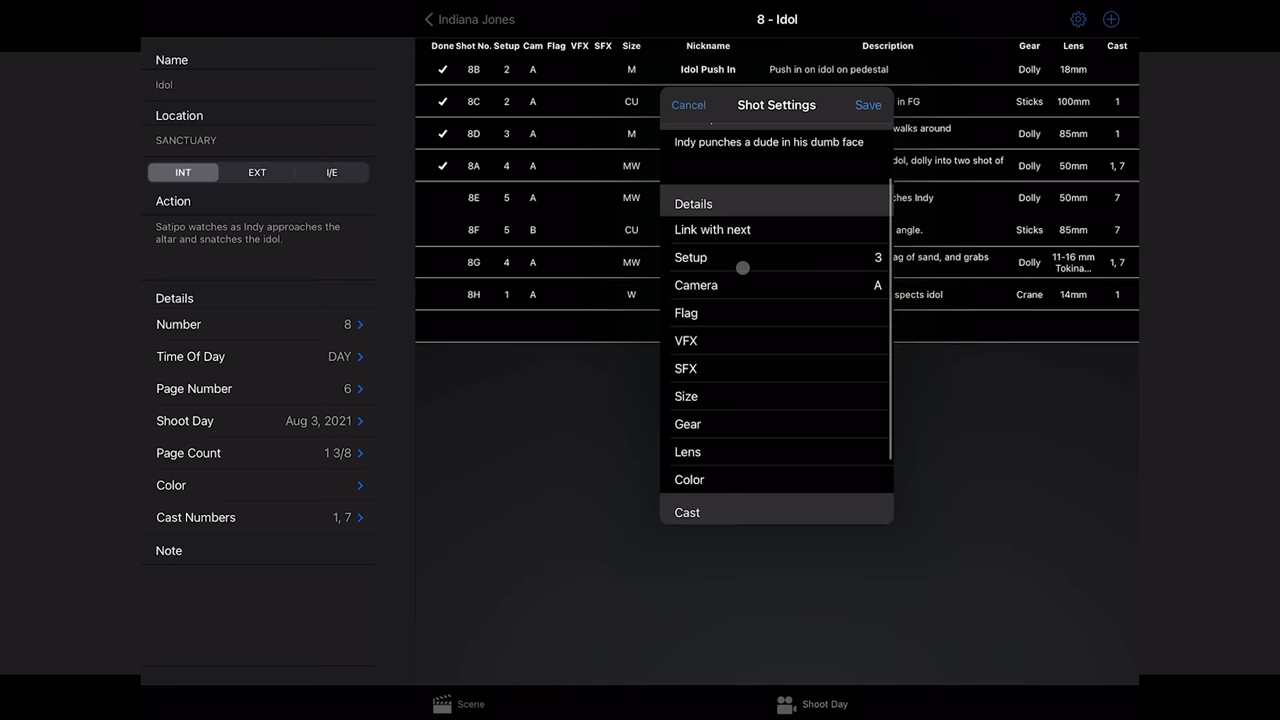 Indiana Jones
8 - Idol
Name
Idol
Location
SANCTUARY
INT EXT I/E
Action
Satipo watches as Indy approaches the
altar and snatches the idol.
Details
Number 8
Time Of Day DAY
Page Number 6
Shoot Day Aug 3, 2021
Page Count 1 3/8
Color
Cast Numbers 1, 7
Note
Done Shot No. Setup Cam Flag VFX SFX Size Nickname Description Gear Lens Cast
8B 2 A M Idol Push In Push in on idol on pedestal Dolly 18mm
8C 2 A CU in FG Sticks 100mm 1
8D 3 A M walks around Dolly 85mm 1
8A 4 A MW dolly into two shot of Dolly 50mm 1, 7
8E 5 A MW Indy Dolly 50mm 7
8F 5 B CU angle. Sticks 85mm 7
8G 4 A MW of sand, and grabs Dolly 11-16 mm
Tokina... 1, 7
8H 1 A W idol Crane 14mm 1
Cancel Shot Settings Save
Indy punches a dude in his dumb face
Details
Link with next
Setup 3
Camera A
Flag
VFX
SFX
Size
Gear
Lens
Color
Cast
Scene
Shoot Day